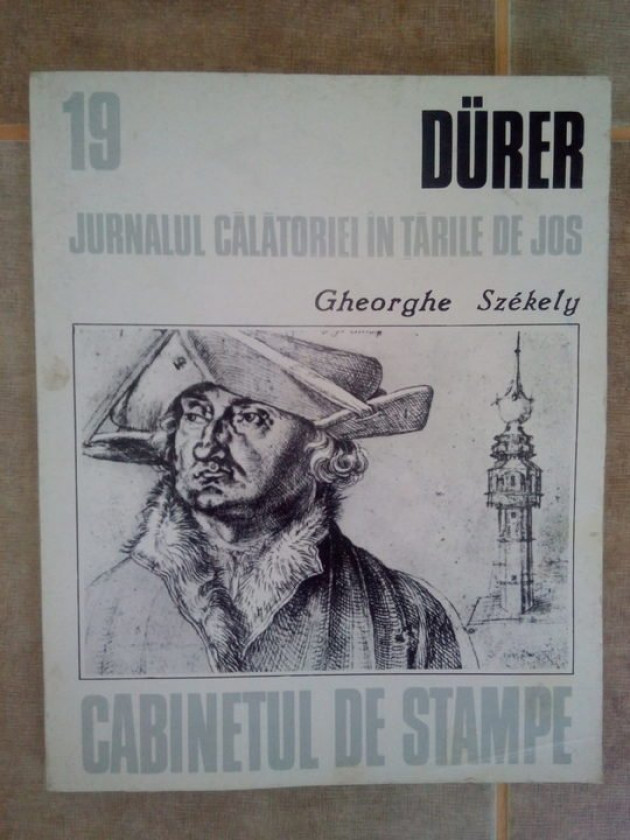 19
DÜRER
JURNALUL CĂLĂTORIEI ÎN ȚĂRILE DE JOS
Gheorghe Székely
CABINETUL DE STAMPE